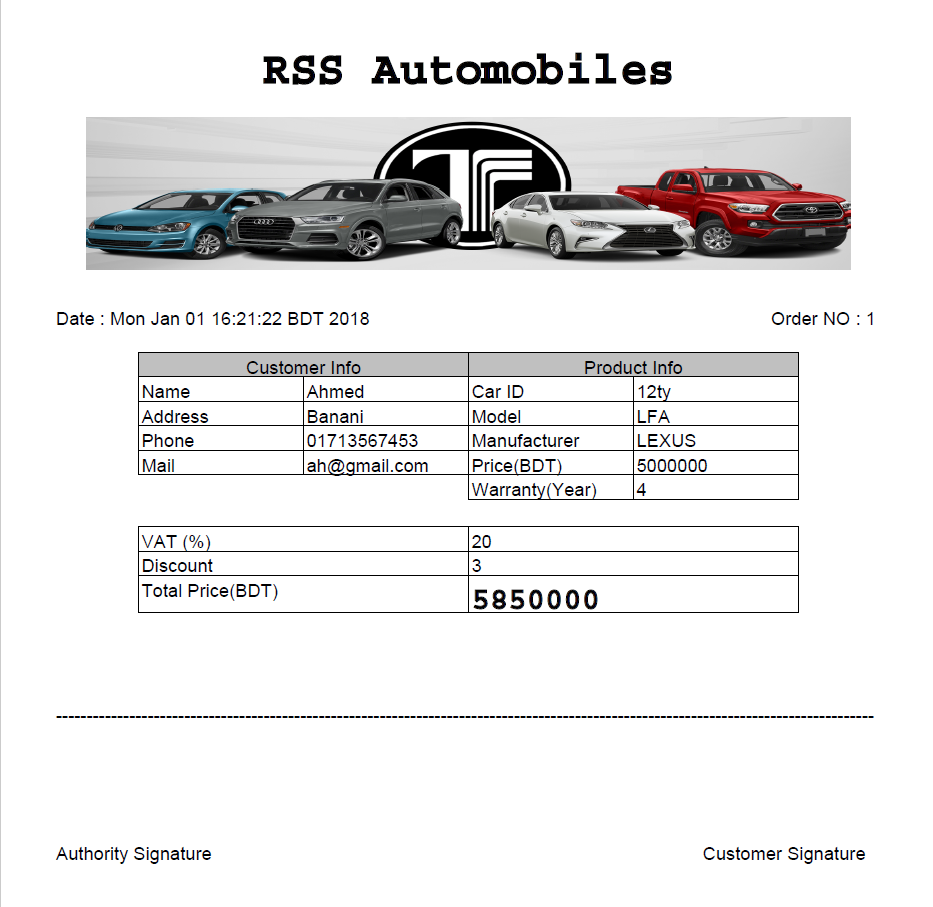 RSS Automobiles
TF
Date : Mon Jan 01 16:21:22 BDT 2018 Order NO : 1
Customer Info Product Info
Name Ahmed Car ID 12ty
Address Banani Model LFA
Phone 01713567453 Manufacturer LEXUS
Mail ah@gmail.com Price(BDT) 5000000
Warranty(Year) 4
VAT (%) 20
Discount 3
Total Price(BDT) 5850000
Authority Signature Customer Signature